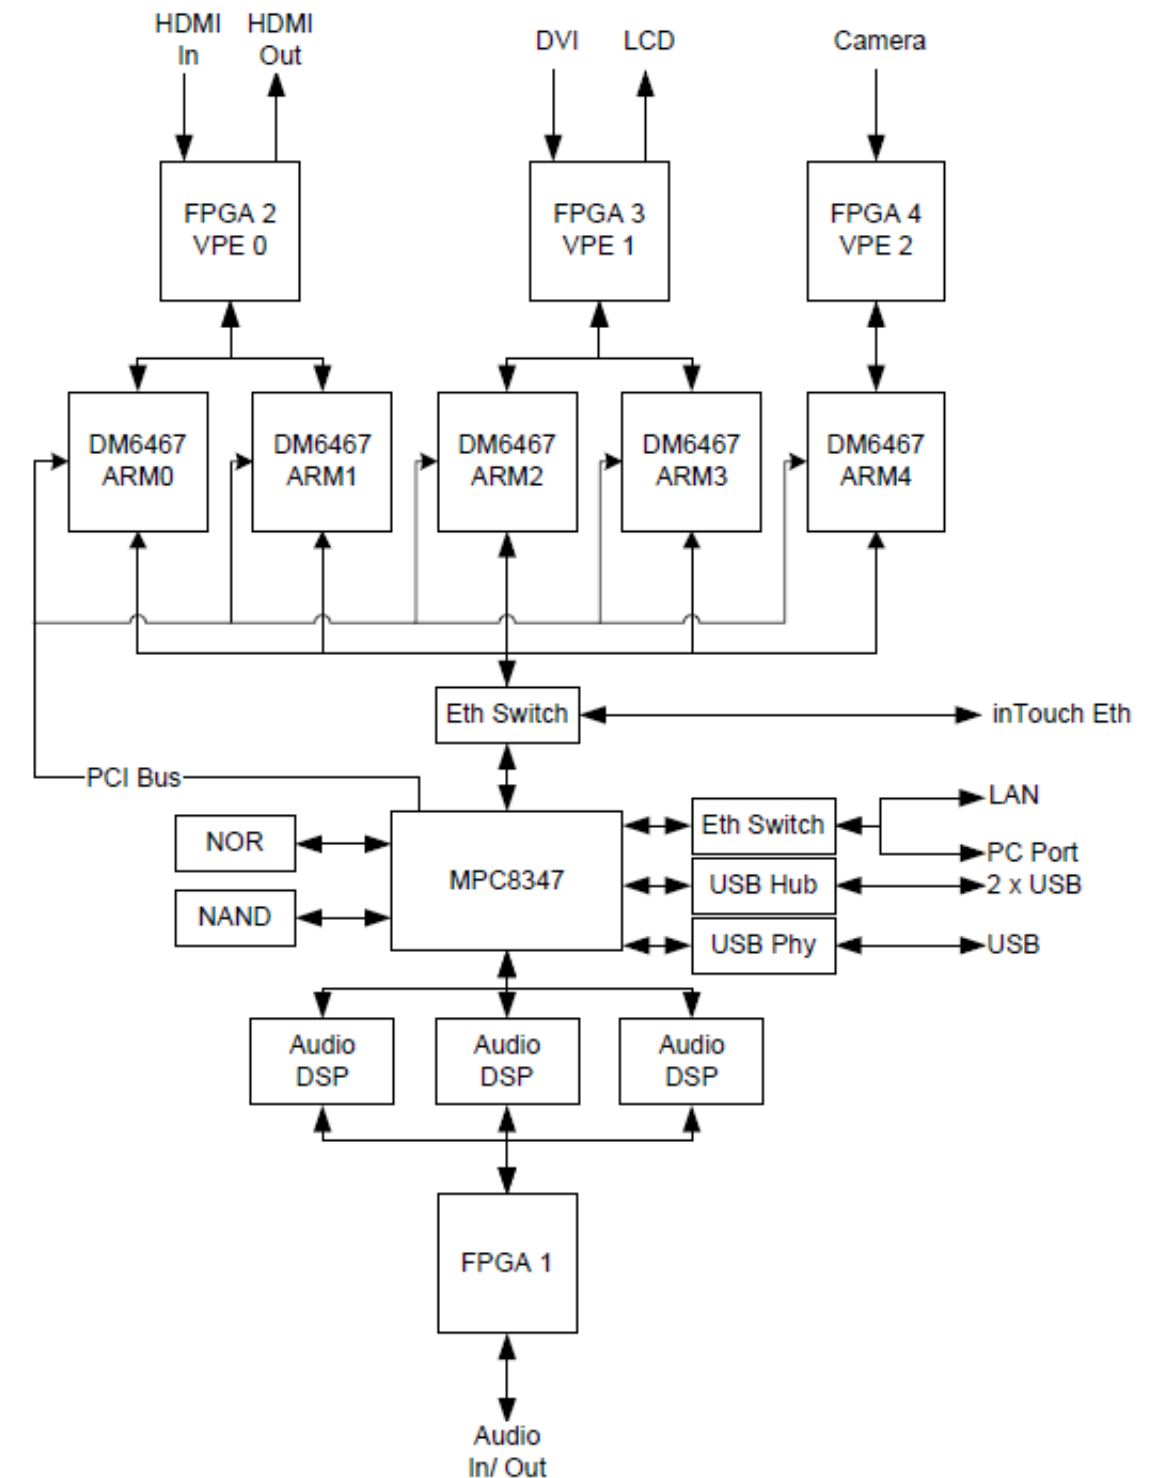 HDMI
In
HDMI
Out
DVI
LCD
Camera
FPGA 2
VPE 0
FPGA 3
VPE 1
FPGA 4
VPE 2
DM6467
ARM0
DM6467
ARM1
DM6467
ARM2
DM6467
ARM3
DM6467
ARM4
Eth Switch
inTouch Eth
PCI Bus
NOR
NAND
MPC8347
Eth Switch
LAN
PC Port
USB Hub
2 x USB
USB Phy
USB
Audio
DSP
Audio
DSP
Audio
DSP
FPGA 1
Audio
In/ Out